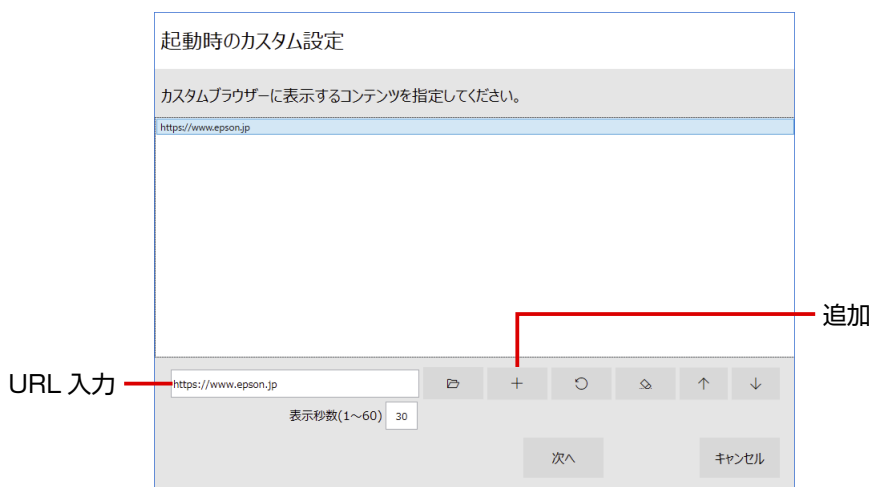 起動時のカスタム設定
カスタムブラウザーに表示するコンテンツを指定してください。
https://www.epson.jp
追加
URL 入力
https://www.epson.jp
表示秒数(1～60) 30
次へ
キャンセル